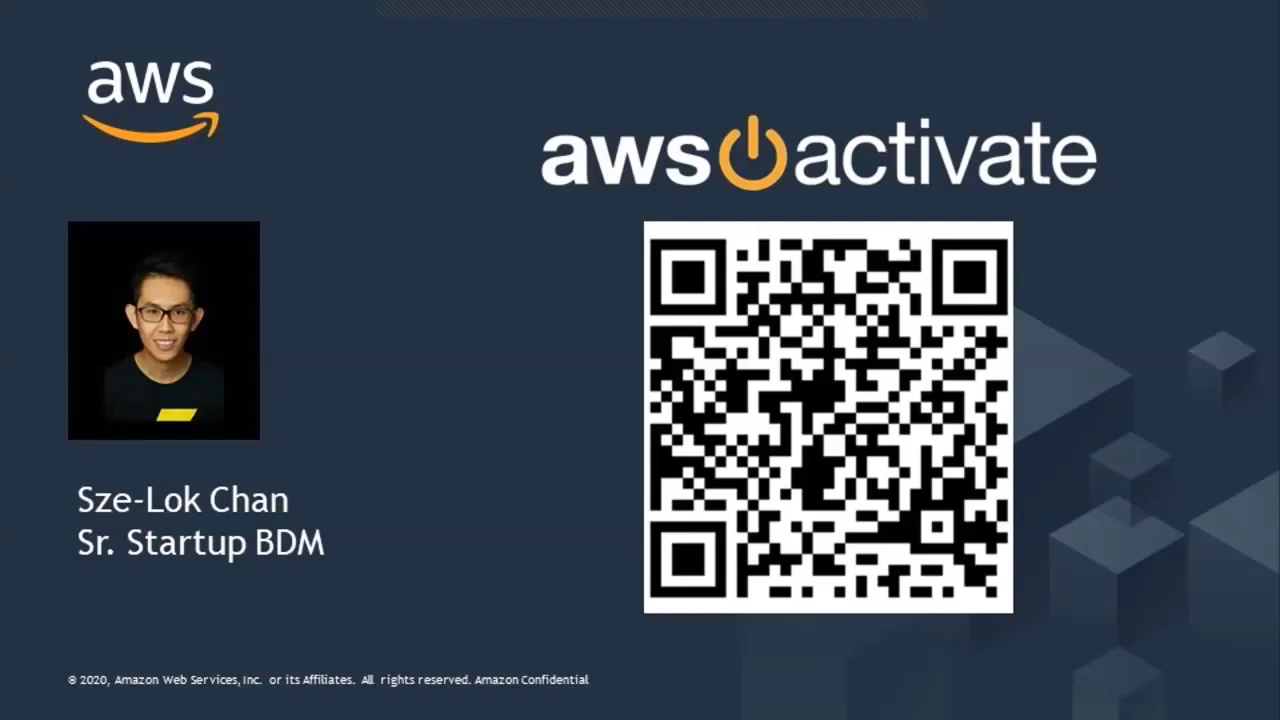 aws
aws activate
Sze-Lok Chan
Sr. Startup BDM
© 2020, Amazon Web Services, Inc. or its Affiliates. All rights reserved. Amazon Confidential